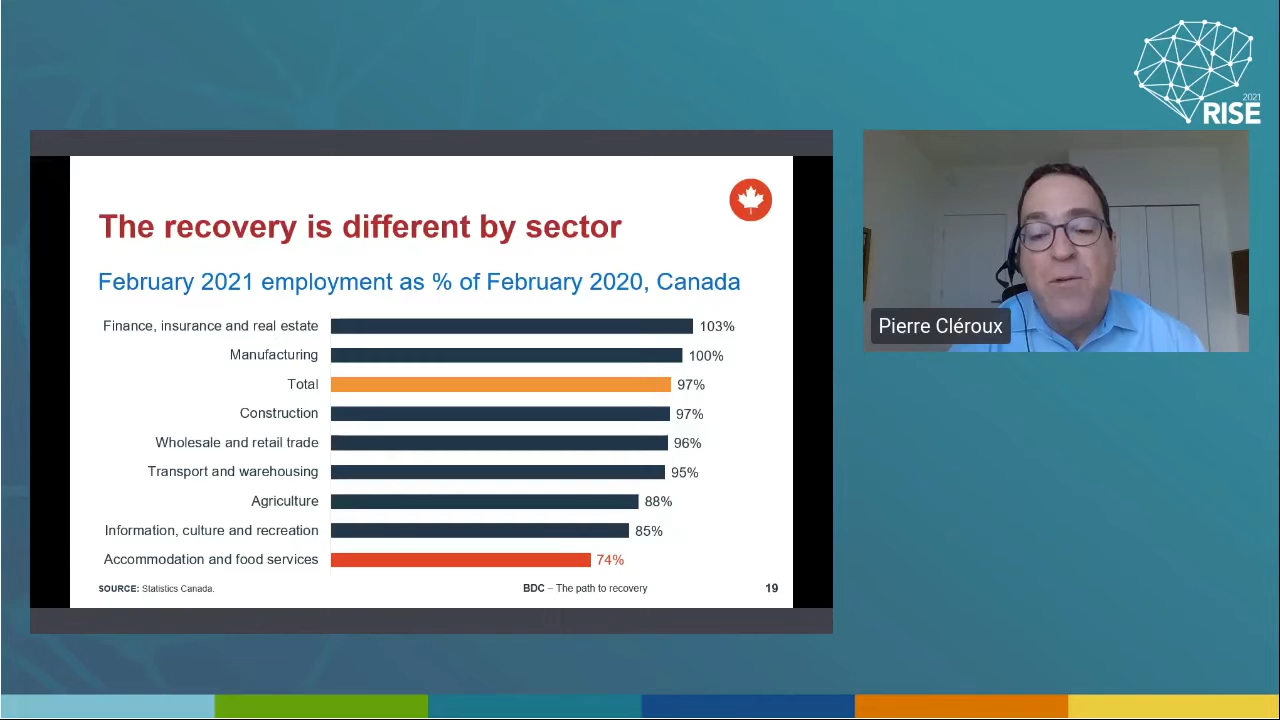 2021
RISE
The recovery is different by sector
February 2021 employment as % of February 2020, Canada
Finance, insurance and real estate 103%
Manufacturing 100%
Total 97%
Construction 97%
Wholesale and retail trade 96%
Transport and warehousing 95%
Agriculture 88%
Information, culture and recreation 85%
Accommodation and food services 74%
SOURCE: Statistics Canada.
BDC – The path to recovery
19
Pierre Cléroux